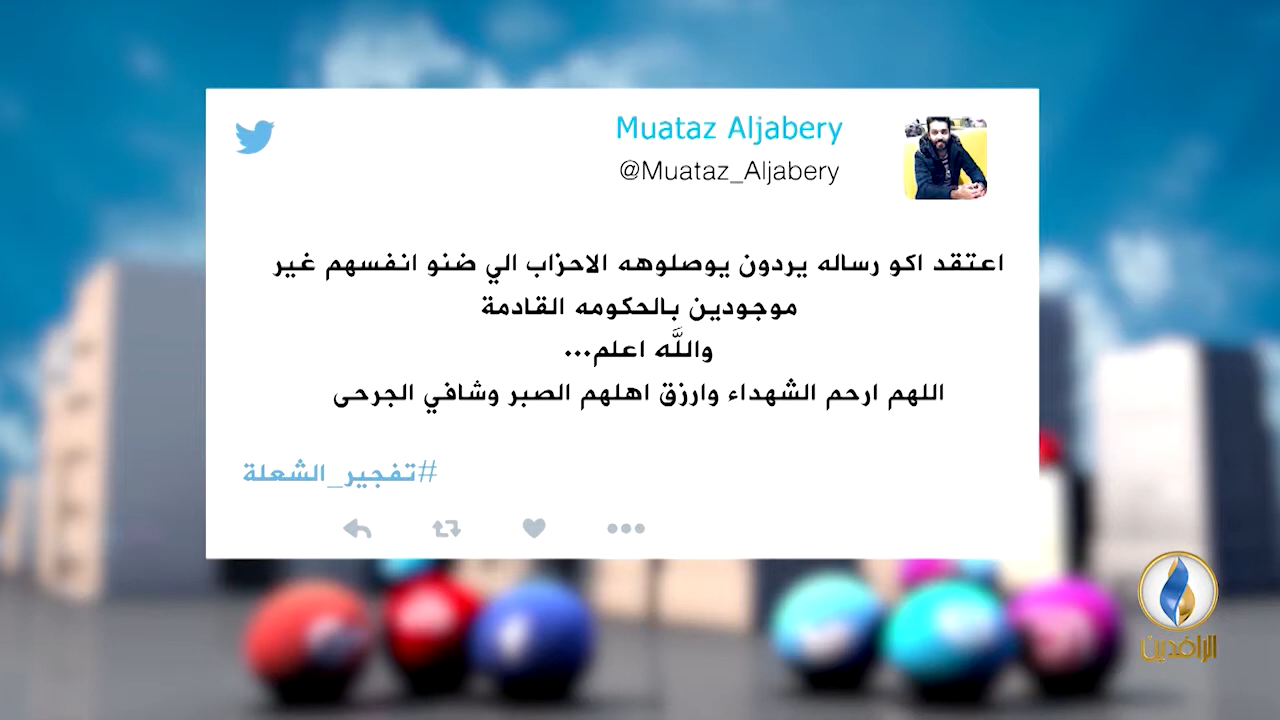 Muataz Aljabery
@Muataz_Aljabery
اعتقد اكو رساله يردون يوصلوهه الاحزاب الي ضنو انفسهم غير
موجودين بالحكومه القادمة
واللَّه اعلم...
اللهم ارحم الشهداء وارزق اهلهم الصبر وشافي الجرحى
#تفجير_الشعلة
الرافدين